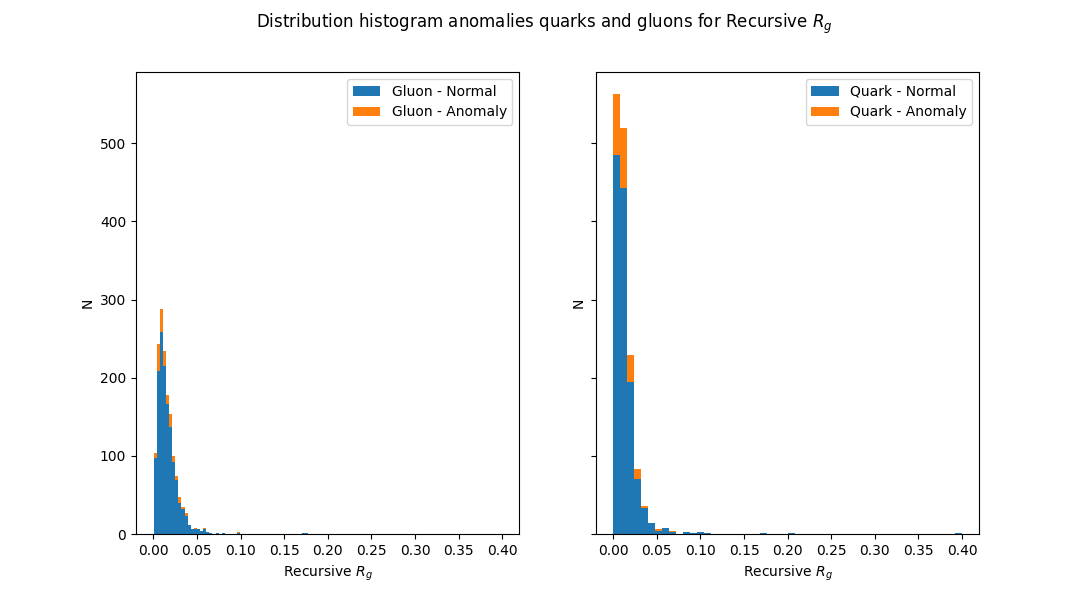 Distribution histogram anomalies quarks and gluons for Recursive $R_g$
Gluon - Normal
Gluon - Anomaly
N
500
400
300
200
100
0
0.00 0.05 0.10 0.15 0.20 0.25 0.30 0.35 0.40
Recursive $R_g$
Quark - Normal
Quark - Anomaly
N
0.00 0.05 0.10 0.15 0.20 0.25 0.30 0.35 0.40
Recursive $R_g$